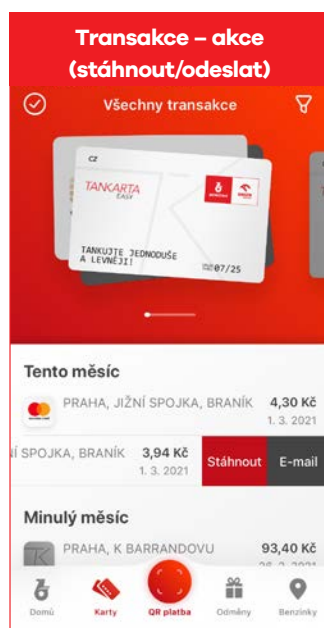 Transakce – akce
(stáhnout/odeslat)
Všechny transakce
CZ
TANKARTA
EASY
TANKUJTE JEDNODUŠE
A LEVNĚJI!
07/25
Tento měsíc
PRAHA, JIŽNÍ SPOJKA, BRANÍK 4,30 Kč
1. 3. 2021
NÍ SPOJKA, BRANÍK 3,94 Kč Stáhnout E-mail
1. 3. 2021
Minulý měsíc
PRAHA, K BARRANDOVU 93,40 Kč
Domů Karty QR platba Odměny Benzinky